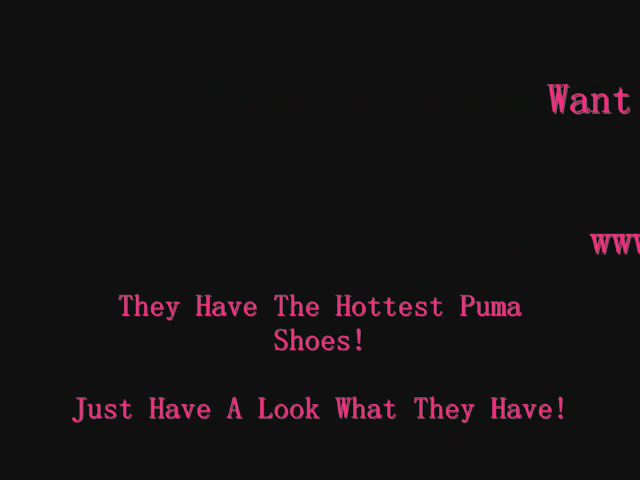 Want
www
They Have The Hottest Puma
Shoes!
Just Have A Look What They Have!